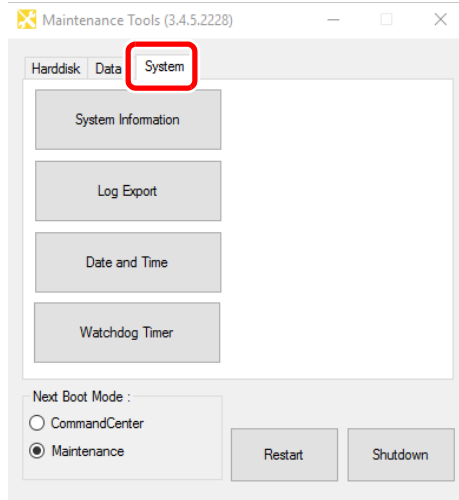 Maintenance Tools (3.4.5.2228)
Harddisk Data System
System Information
Log Export
Date and Time
Watchdog Timer
Next Boot Mode :
CommandCenter
Maintenance
Restart Shutdown